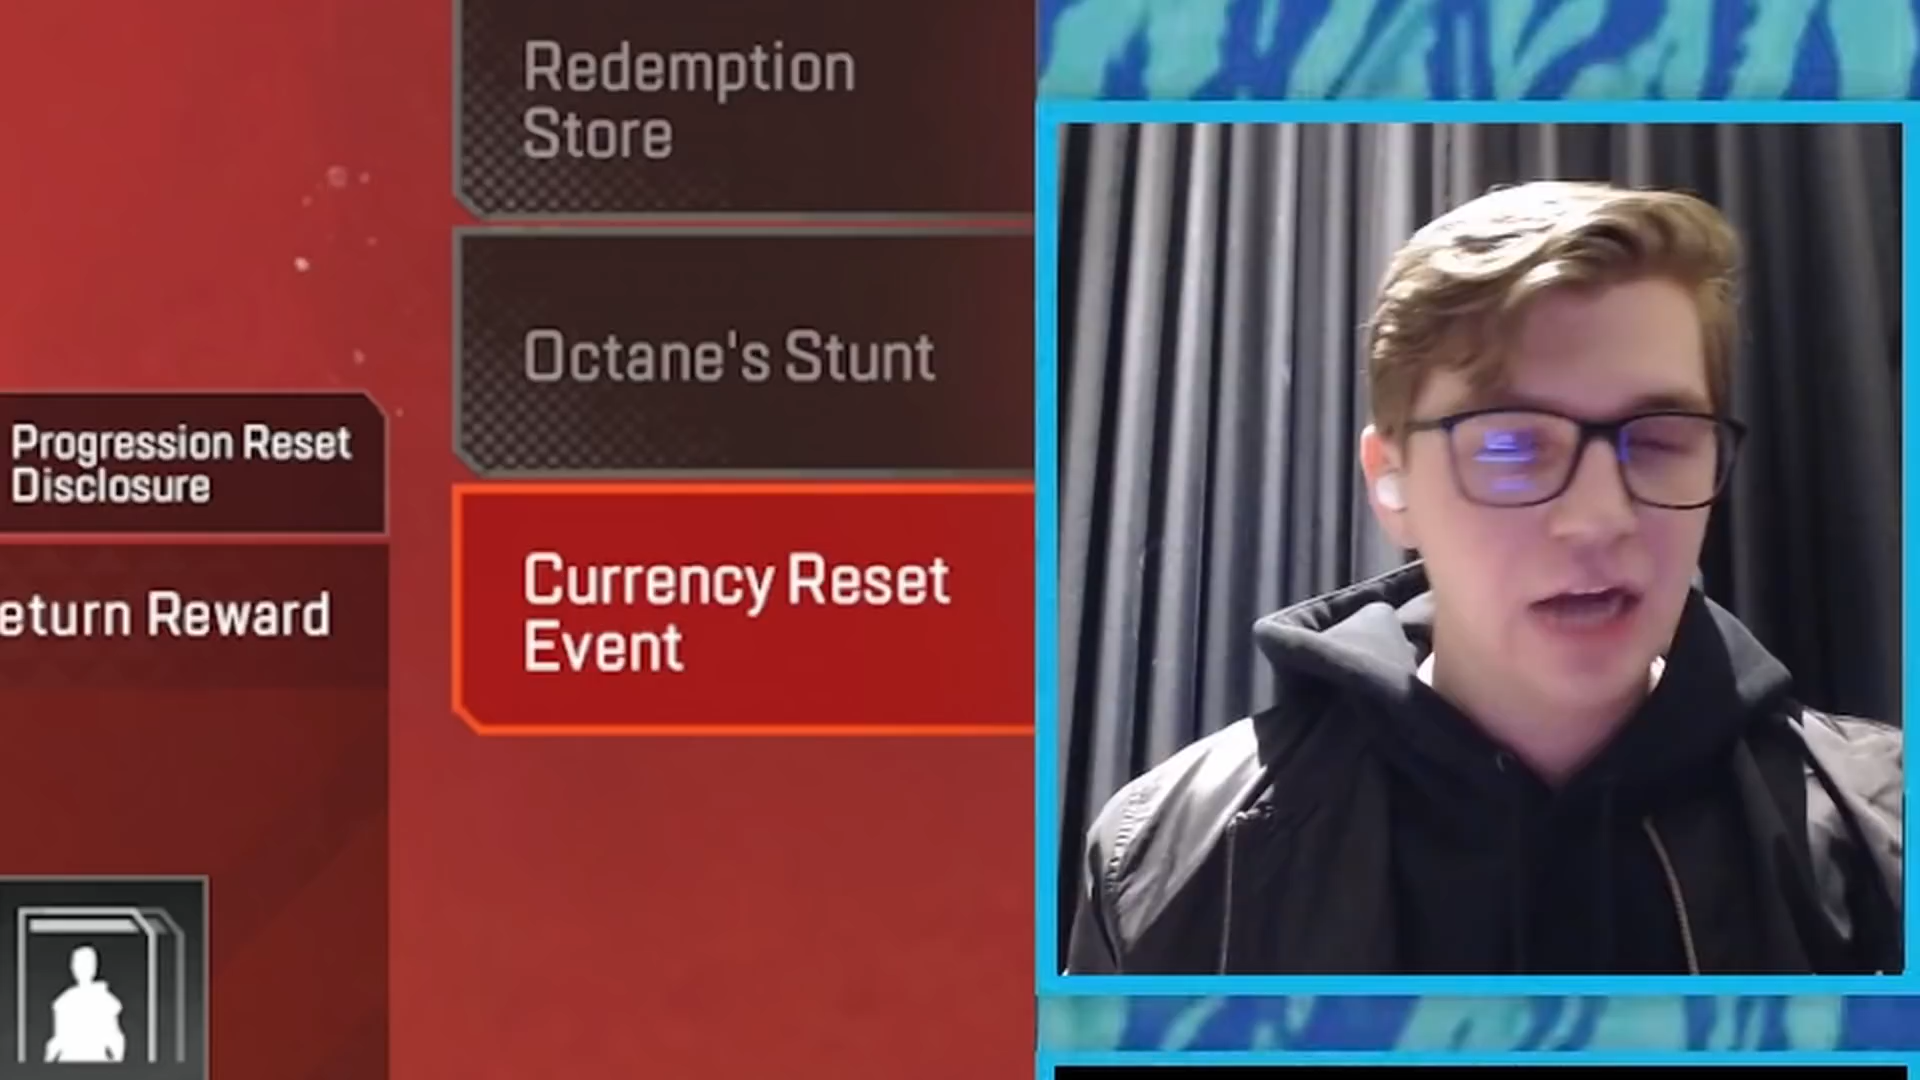 Redemption
Store
Octane's Stunt
Progression Reset
Disclosure
Currency Reset
Event
eturn Reward